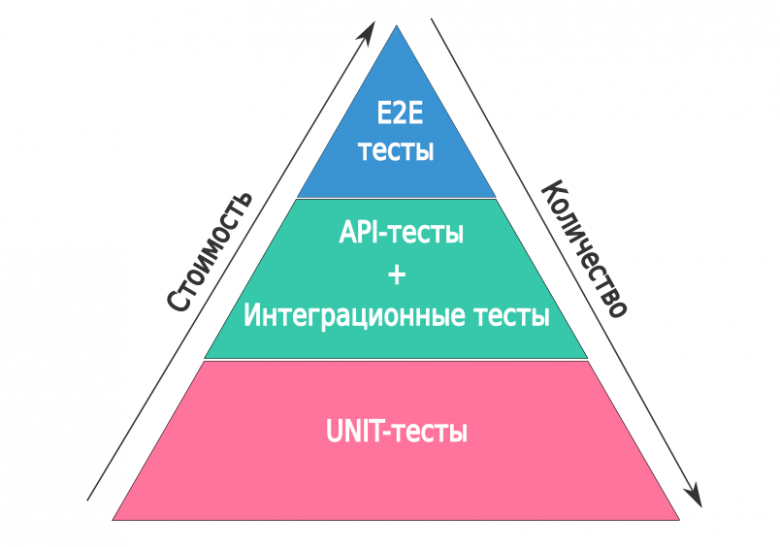 E2E
тесты
Стоимость
Количество
API-тесты
+
Интеграционные тесты
UNIT-тесты